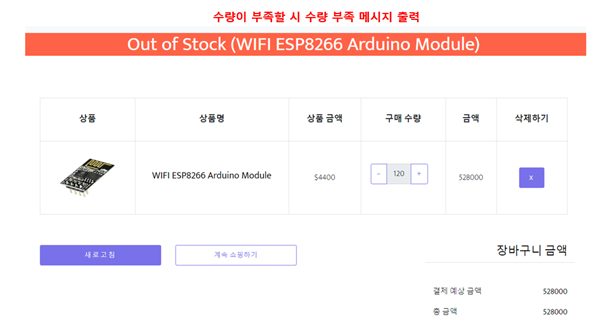 수량이 부족할 시 수량 부족 메시지 출력
Out of Stock (WIFI ESP8266 Arduino Module)
상품 상품명 상품 금액 구매 수량 금액 삭제하기
WIFI ESP8266 Arduino Module $4400 - 120 + 528000 x
새로고침 계속 쇼핑하기
장바구니 금액
결제 예상 금액 528000
총 금액 528000